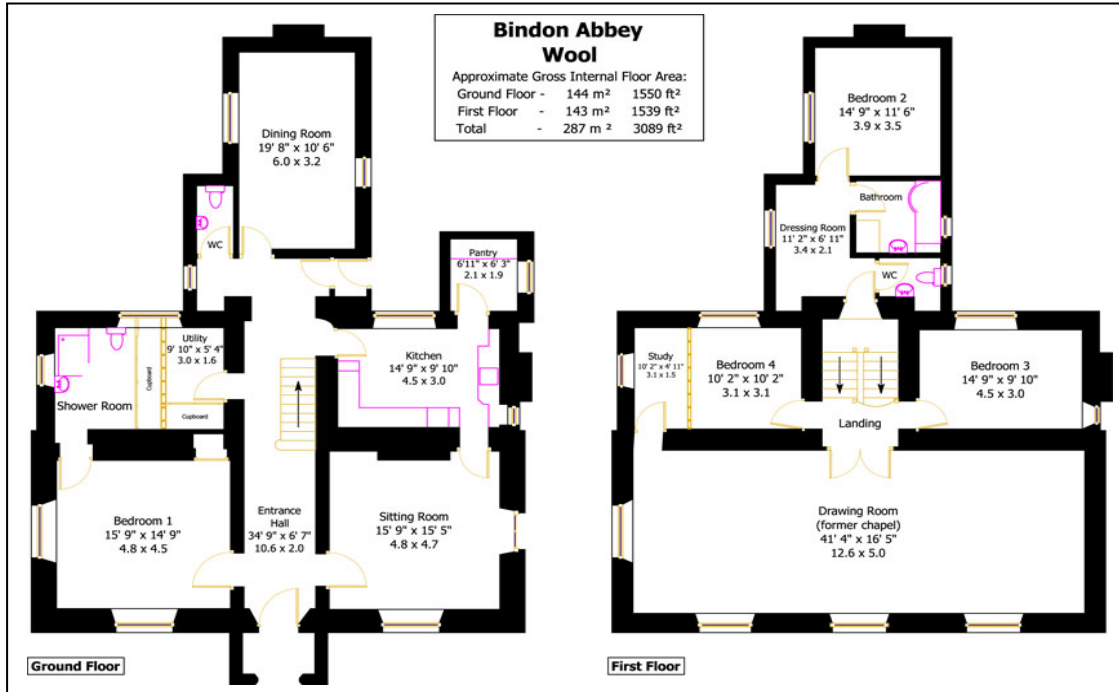 Bindon Abbey
Wool
Approximate Gross Internal Floor Area:
Ground Floor - 144 m² 1550 ft²
First Floor - 143 m² 1539 ft²
Total - 287 m ² 3089 ft²
Dining Room
19' 8" x 10' 6"
6.0 x 3.2
WC
Pantry
6'11" x 6' 3"
2.1 x 1.9
Utility
9' 10" x 5' 4"
3.0 x 1.6
Cupboard
Cupboard
Shower Room
Kitchen
14' 9" x 9' 10"
4.5 x 3.0
Bedroom 1
15' 9" x 14' 9"
4.8 x 4.5
Entrance
Hall
34' 9" x 6' 7"
10.6 x 2.0
Sitting Room
15' 9" x 15' 5"
4.8 x 4.7
Ground Floor
Bedroom 2
14' 9" x 11' 6"
3.9 x 3.5
Bathroom
Dressing Room
11' 2" x 6' 11"
3.4 x 2.1
WC
Study
10' 2" x 4' 11"
3.1 x 1.5
Bedroom 4
10' 2" x 10' 2"
3.1 x 3.1
Bedroom 3
14' 9" x 9' 10"
4.5 x 3.0
Landing
Drawing Room
(former chapel)
41' 4" x 16' 5"
12.6 x 5.0
First Floor